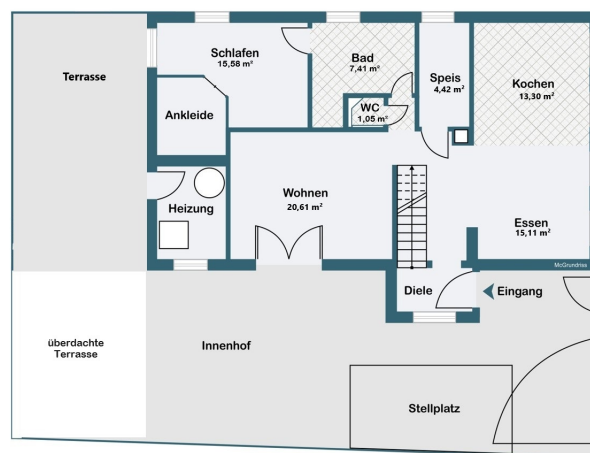 Terrasse
Schlafen
15,58 m²
Bad
7,41 m²
Speis
4,42 m²
Kochen
13,30 m²
Ankleide
WC
1,05 m²
Wohnen
20,61 m²
Heizung
Essen
15,11 m²
McGrundriss
Diele
Eingang
überdachte
Terrasse
Innenhof
Stellplatz